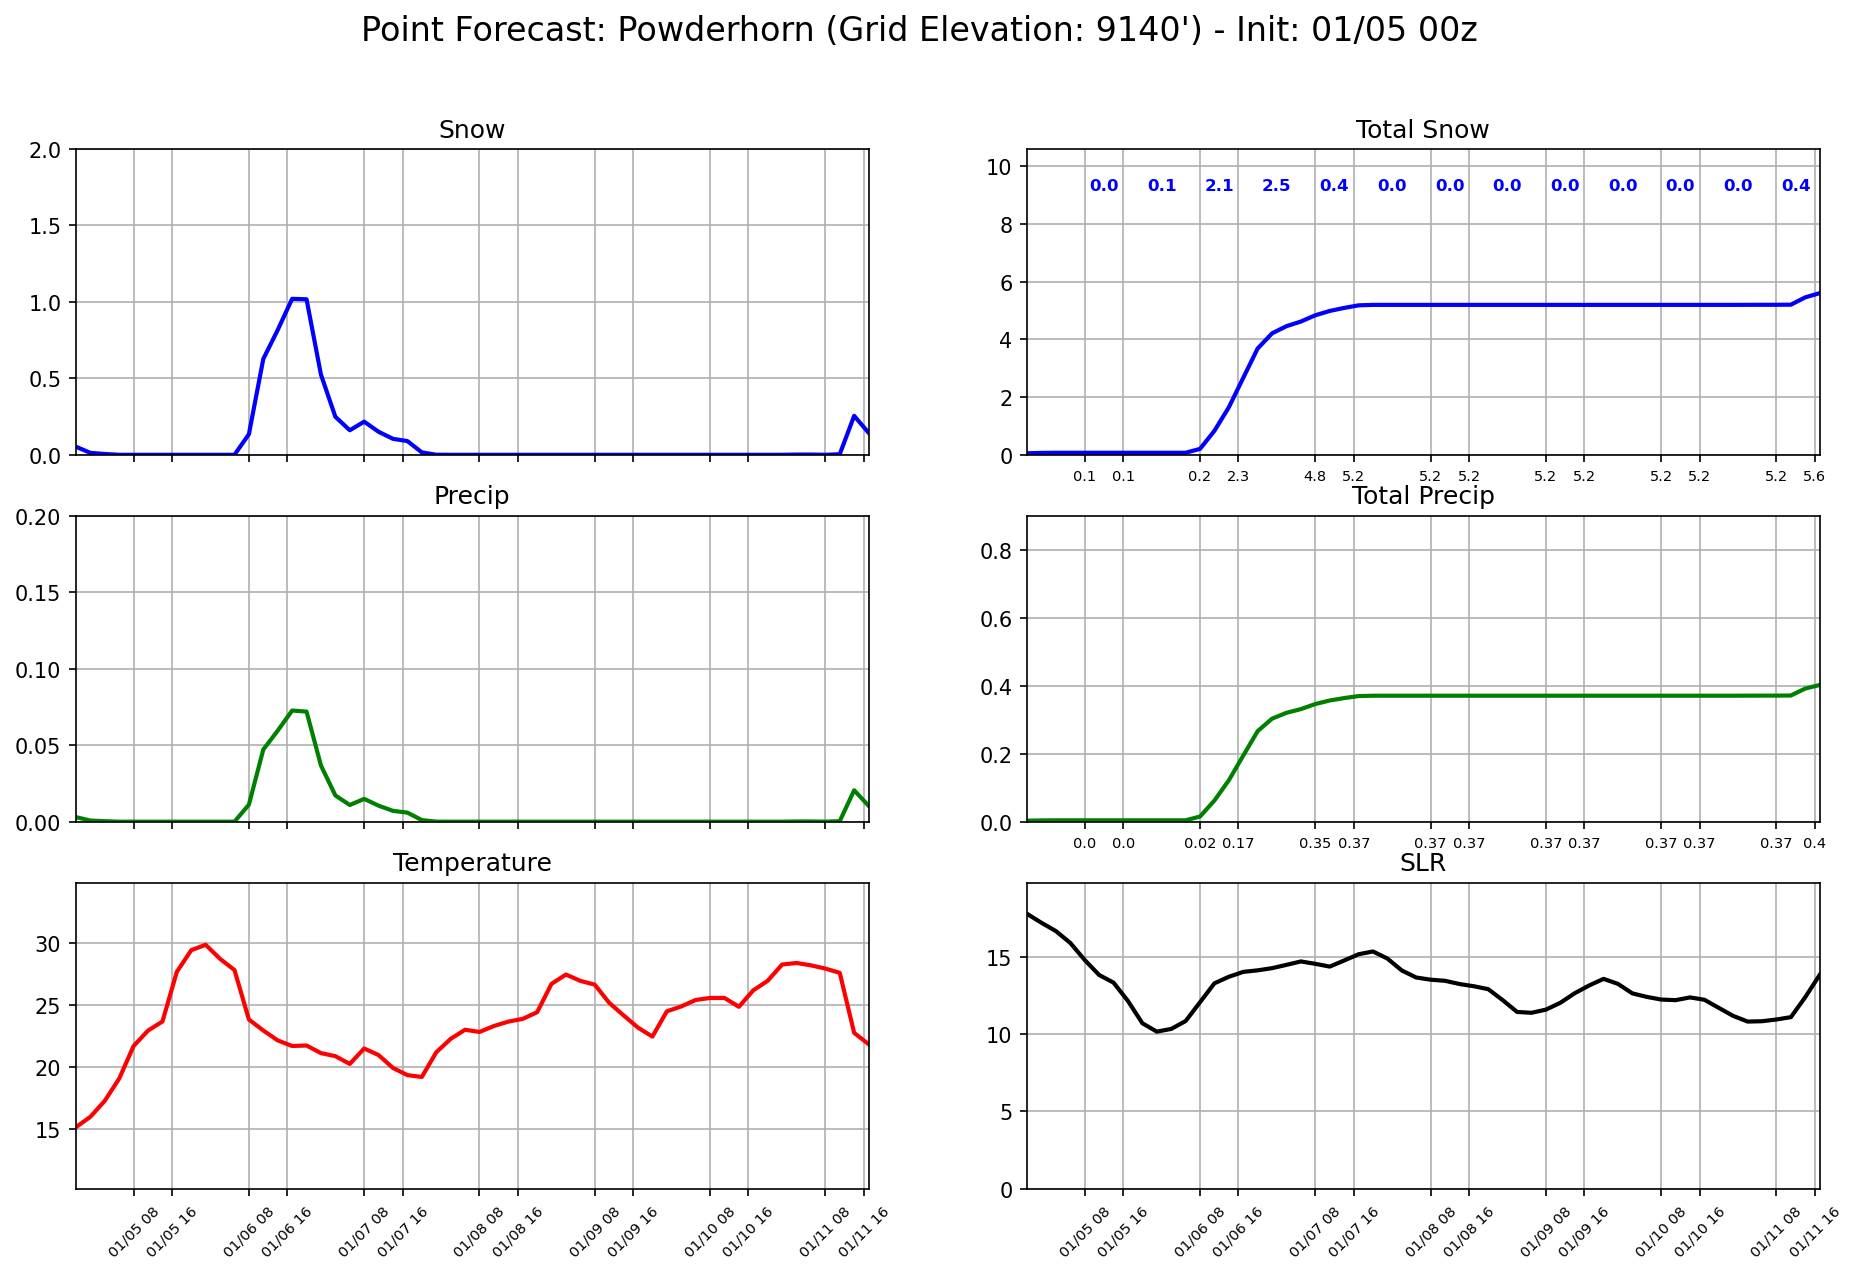 Point Forecast: Powderhorn (Grid Elevation: 9140') - Init: 01/05 00z
Snow
2.0
1.5
1.0
0.5
0.0
Total Snow
10
8
6
4
2
0
0.0 0.1 2.1 2.5 0.4 0.0 0.0 0.0 0.0 0.0 0.0 0.0 0.4
0.1 0.1 0.2 2.3 4.8 5.2 5.2 5.2 5.2 5.2 5.2 5.2 5.2 5.6
Precip
0.20
0.15
0.10
0.05
0.00
Total Precip
0.8
0.6
0.4
0.2
0.0
0.0 0.0 0.02 0.17 0.35 0.37 0.37 0.37 0.37 0.37 0.37 0.37 0.37 0.4
Temperature
30
25
20
15
01/05 08 01/05 16 01/06 08 01/06 16 01/07 08 01/07 16 01/08 08 01/08 16 01/09 08 01/09 16 01/10 08 01/10 16 01/11 08 01/11 16
SLR
15
10
5
0
01/05 08 01/05 16 01/06 08 01/06 16 01/07 08 01/07 16 01/08 08 01/08 16 01/09 08 01/09 16 01/10 08 01/10 16 01/11 08 01/11 16